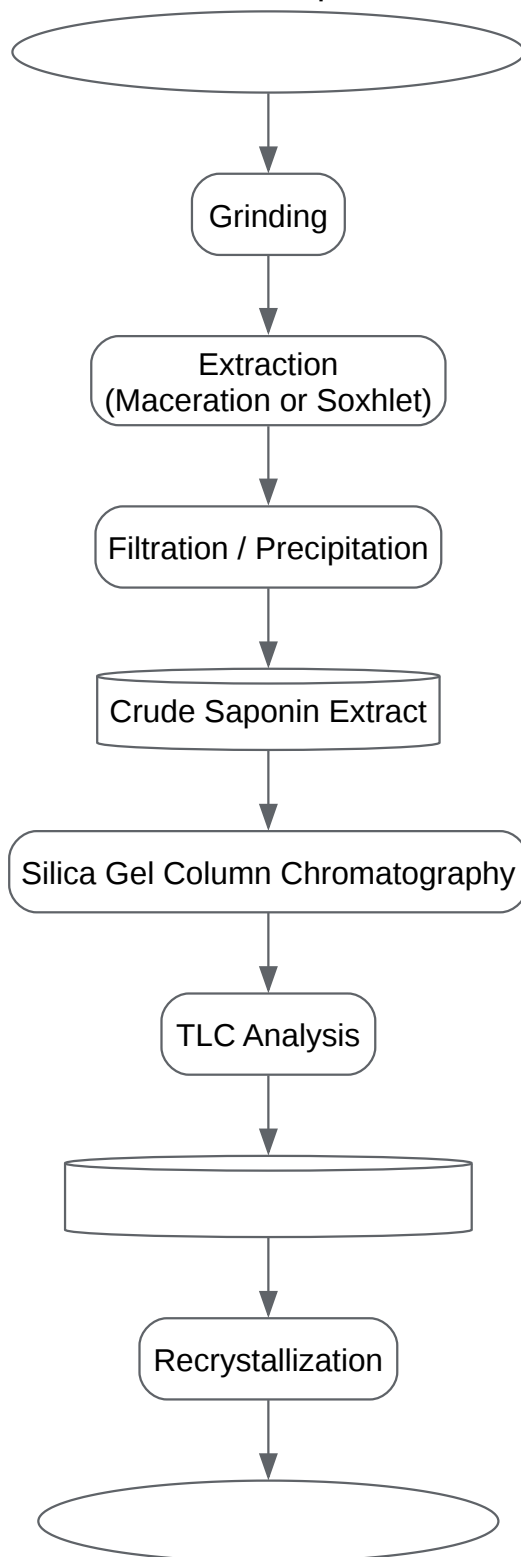 Grinding
Extraction
(Maceration or Soxhlet)
Filtration / Precipitation
Crude Saponin Extract
Silica Gel Column Chromatography
TLC Analysis
Recrystallization